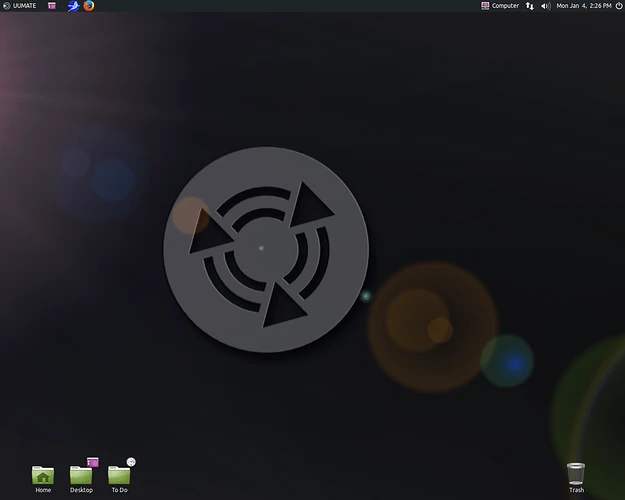 UUMATE
Computer
Mon Jan 4, 2:26 PM
Home
Desktop
To Do
Trash